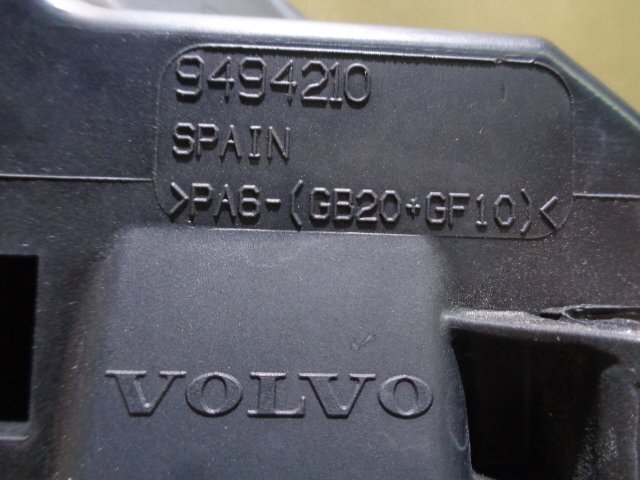 9494210
SPAIN
>PA6-(GB20+GF10)<
VOLVO